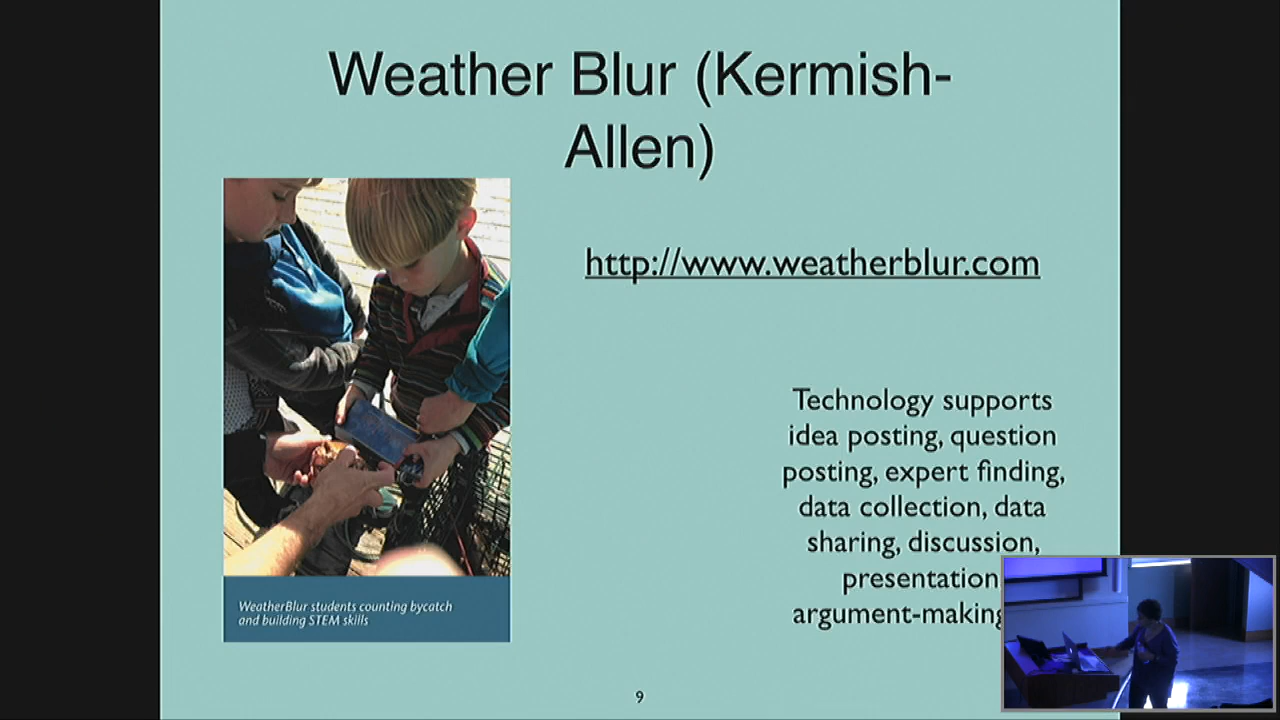 Weather Blur (Kermish-
Allen)
http://www.weatherblur.com
Technology supports
idea posting, question
posting, expert finding,
data collection, data
sharing, discussion,
presentation
argument-making
WeatherBlur students counting bycatch
and building STEM skills
9